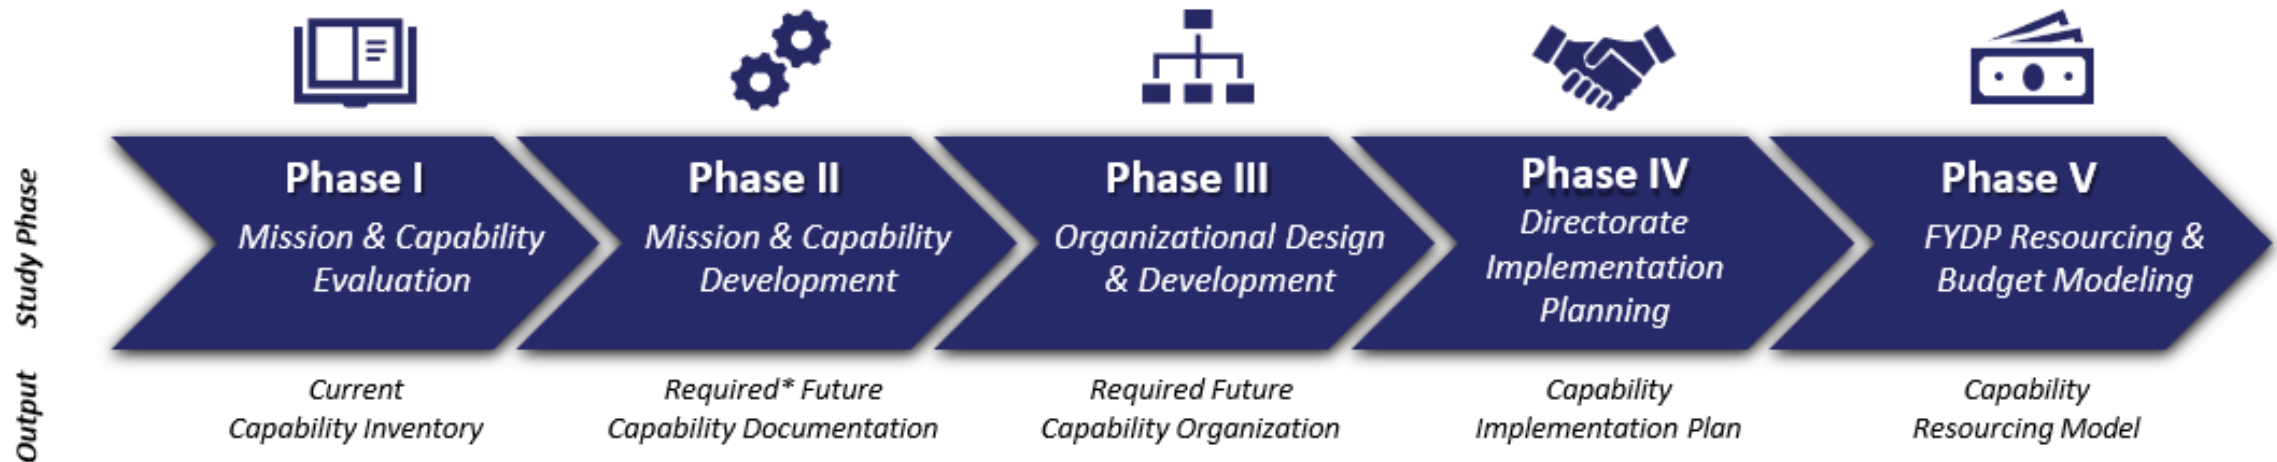 Study Phase
Phase I
Mission & Capability
Evaluation
Phase II
Mission & Capability
Development
Phase III
Organizational Design
& Development
Phase IV
Directorate
Implementation
Planning
Phase V
FYDP Resourcing &
Budget Modeling
Output
Current
Capability Inventory
Required* Future
Capability Documentation
Required Future
Capability Organization
Capability
Implementation Plan
Capability
Resourcing Model